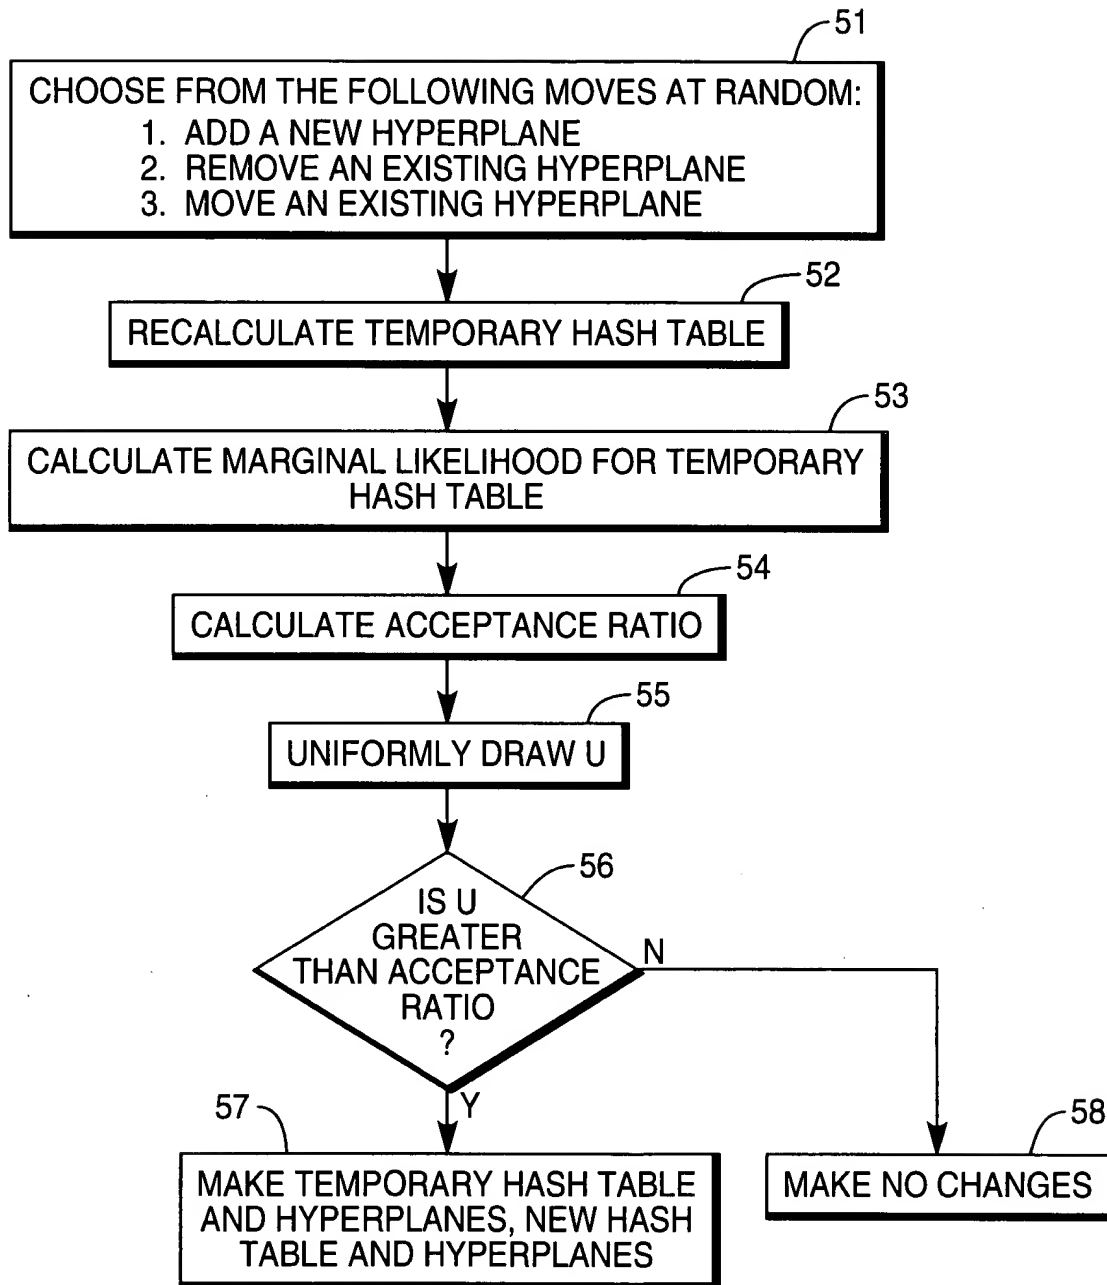 51
CHOOSE FROM THE FOLLOWING MOVES AT RANDOM:
1. ADD A NEW HYPERPLANE
2. REMOVE AN EXISTING HYPERPLANE
3. MOVE AN EXISTING HYPERPLANE
52
RECALCULATE TEMPORARY HASH TABLE
53
CALCULATE MARGINAL LIKELIHOOD FOR TEMPORARY
HASH TABLE
54
CALCULATE ACCEPTANCE RATIO
55
UNIFORMLY DRAW U
56
IS U
GREATER
THAN ACCEPTANCE
RATIO
?
N
Y
57
MAKE TEMPORARY HASH TABLE
AND HYPERPLANES, NEW HASH
TABLE AND HYPERPLANES
58
MAKE NO CHANGES